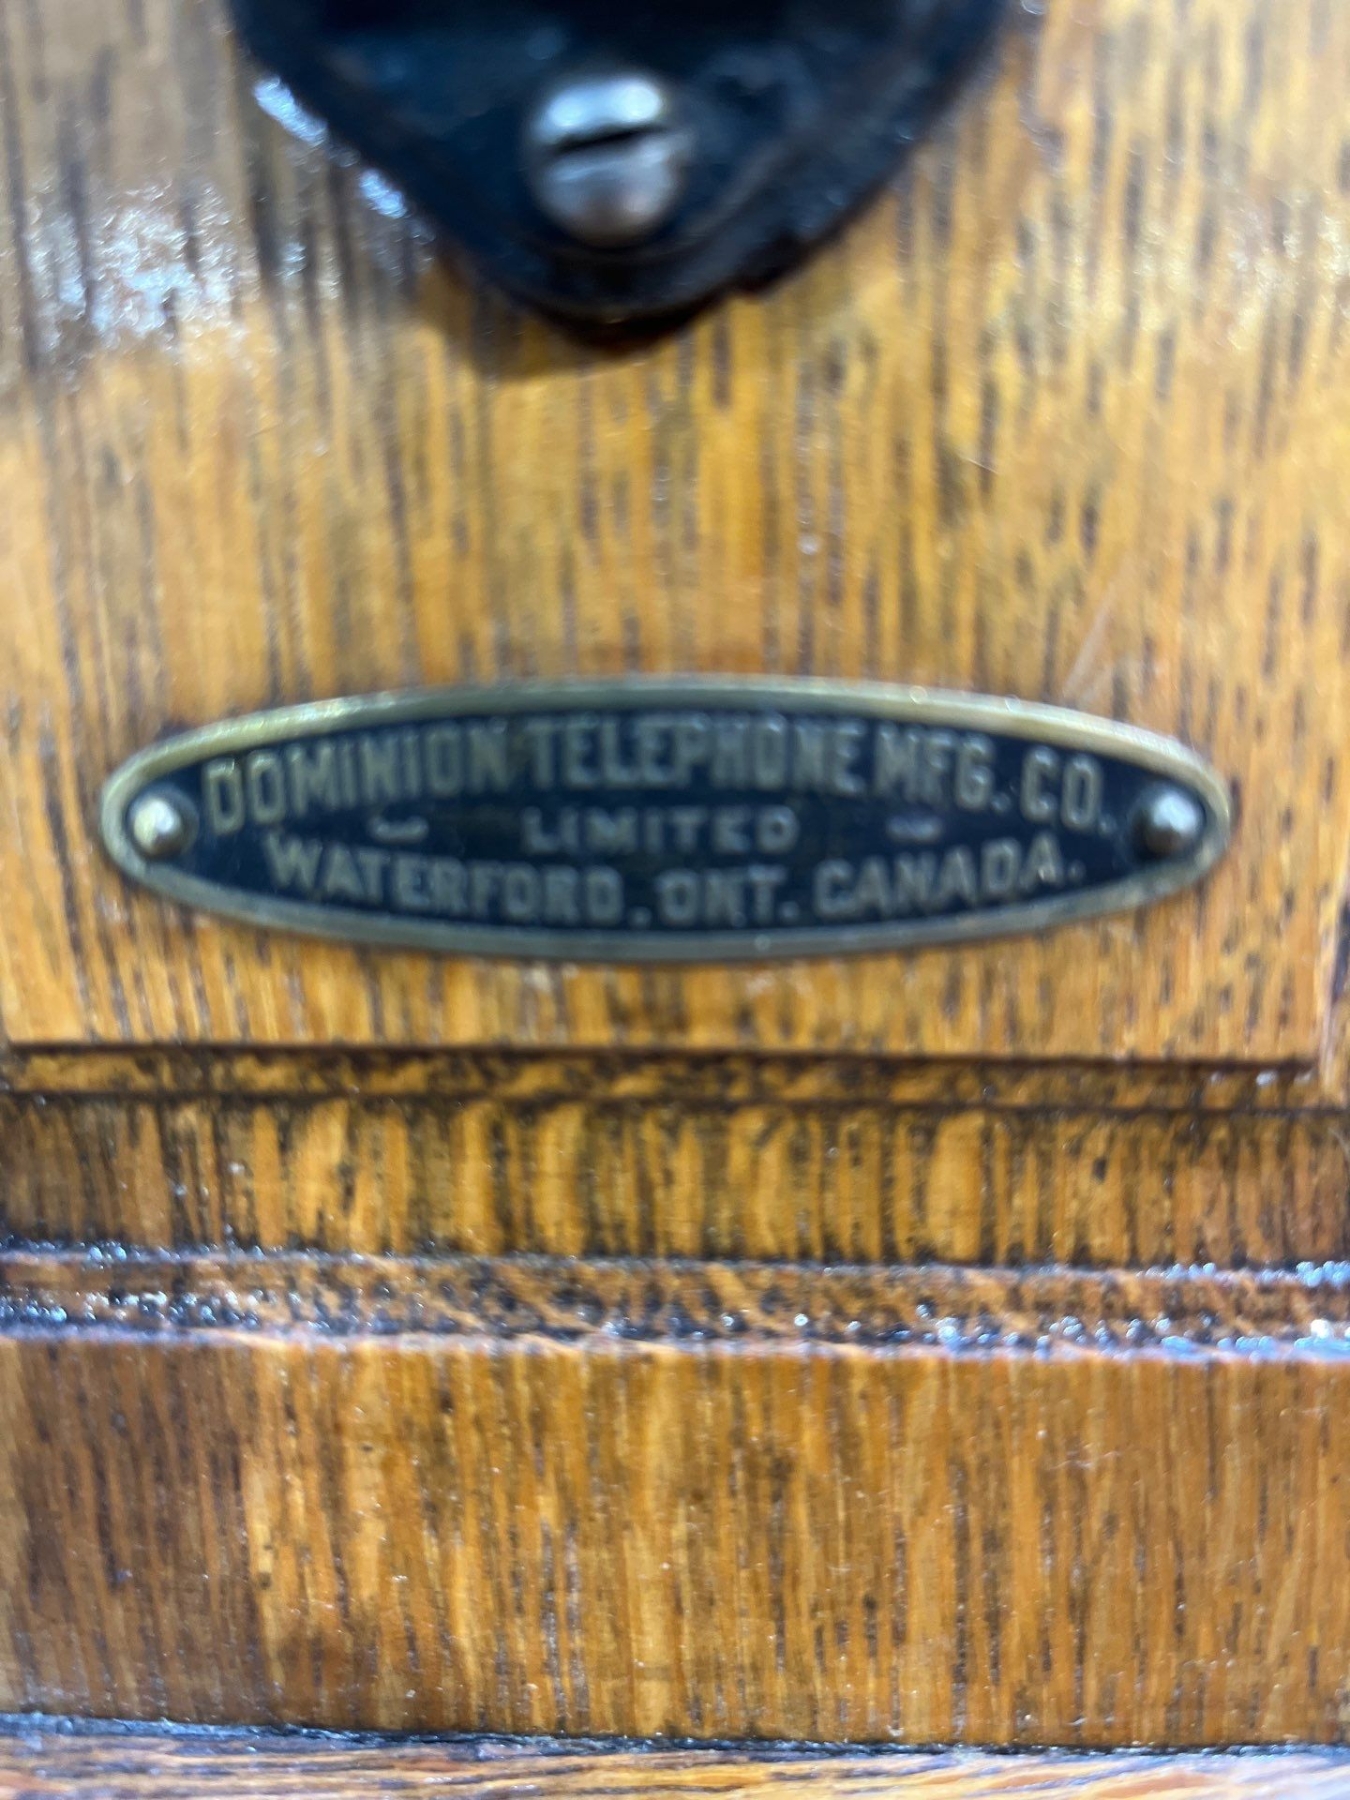 DOMINION TELEPHONE MFG. CO.
LIMITED
WATERFORD. ONT. CANADA.